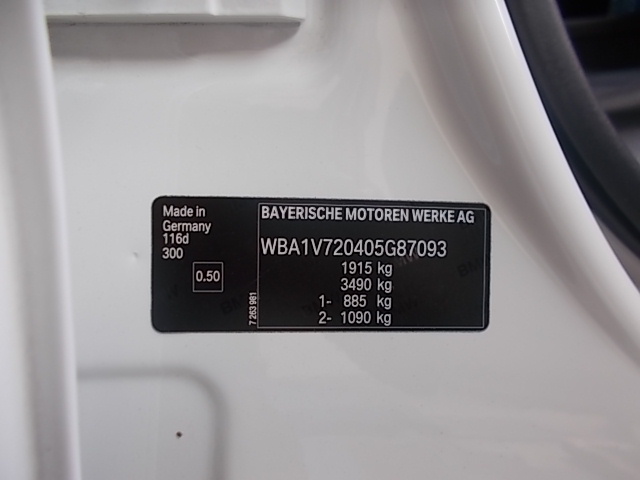 Made in
Germany
116d
300
0.50
7 263 981
BAYERISCHE MOTOREN WERKE AG
WBA1V720405G87093
1915 kg
3490 kg
1- 885 kg
2- 1090 kg